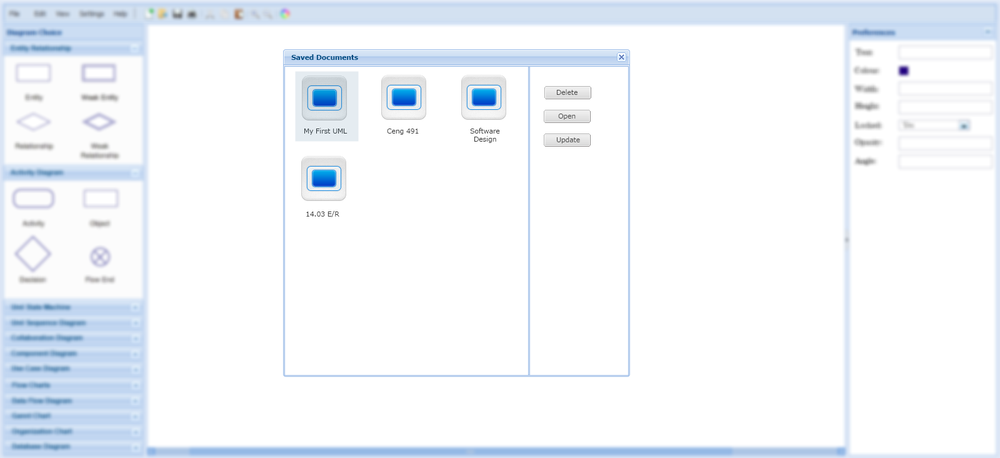 File Edit View Settings Help
Diagram Choice
Entity Relationship
Entity
Weak Entity
Relationship
Weak
Relationship
Activity Diagram
Activity
Object
Decision
Flow End
Uml State Machine
Uml Sequence Diagram
Collaboration Diagram
Component Diagram
Use Case Diagram
Flow Charts
Data Flow Diagram
Gannt Chart
Organisation Chart
Database Diagram
Saved Documents
My First UML
Ceng 491
Software
Design
14.03 E/R
Delete
Open
Update
Preferences
Text:
Colour:
Width:
Height:
Locked:
Opacity:
Angle: